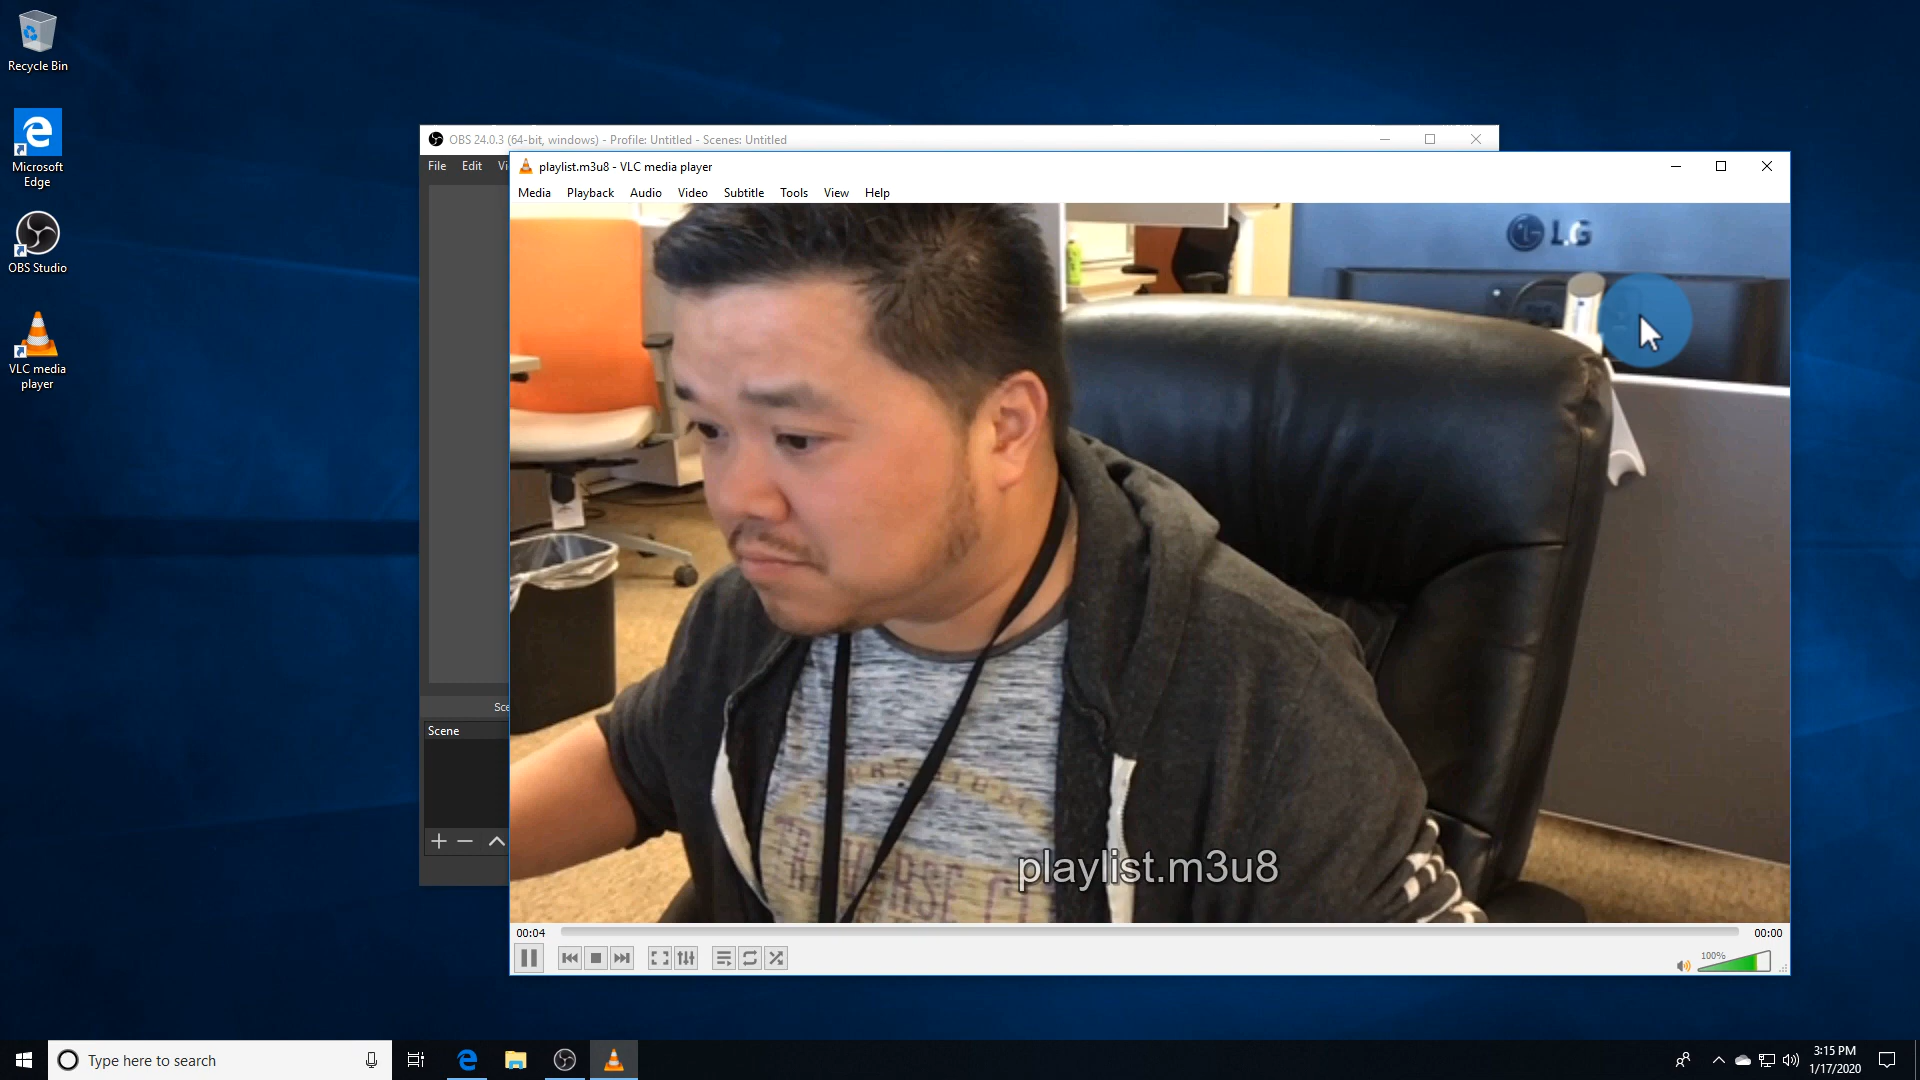 Recycle Bin
Microsoft
Edge
OBS Studio
VLC media
player
OBS 24.0.3 (64-bit, windows) - Profile: Untitled - Scenes: Untitled
File Edit
playlist.m3u8 - VLC media player
Media Playback Audio Video Subtitle Tools View Help
LG
Scene
playlist.m3u8
00:04
00:00
100%
Type here to search
3:15 PM
1/17/2020